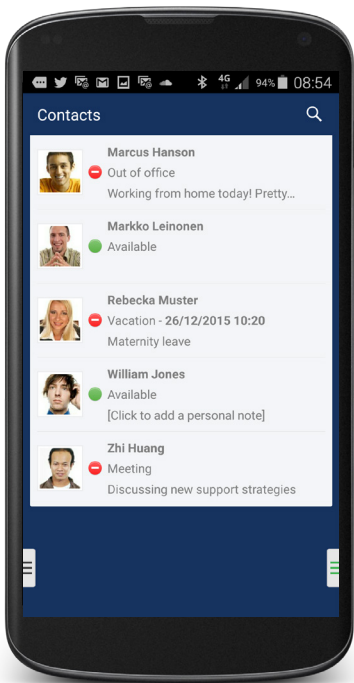 4G 94% 08:54
Contacts
Marcus Hanson
Out of office
Working from home today! Pretty...
Markko Leinonen
Available
Rebecka Muster
Vacation - 26/12/2015 10:20
Maternity leave
William Jones
Available
[Click to add a personal note]
Zhi Huang
Meeting
Discussing new support strategies